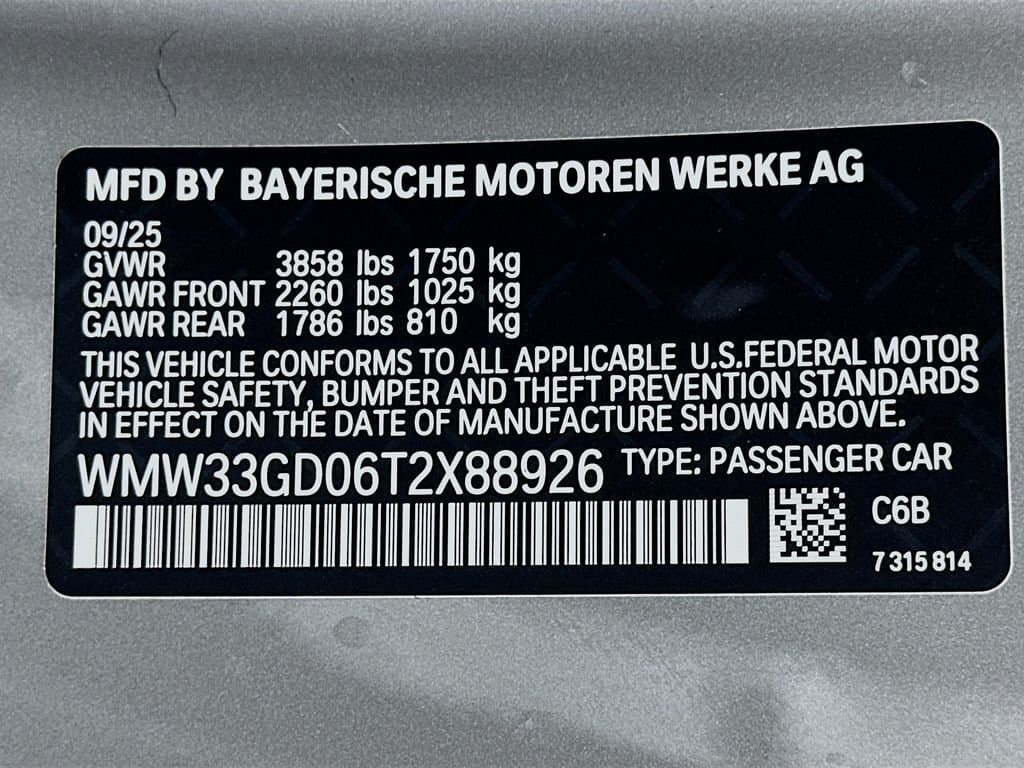 MFD BY BAYERISCHE MOTOREN WERKE AG
09/25
GVWR 3858 lbs 1750 kg
GAWR FRONT 2260 lbs 1025 kg
GAWR REAR 1786 lbs 810 kg
THIS VEHICLE CONFORMS TO ALL APPLICABLE U.S.FEDERAL MOTOR
VEHICLE SAFETY, BUMPER AND THEFT PREVENTION STANDARDS
IN EFFECT ON THE DATE OF MANUFACTURE SHOWN ABOVE.
WMW33GD06T2X88926 TYPE: PASSENGER CAR
C6B
7 315 814